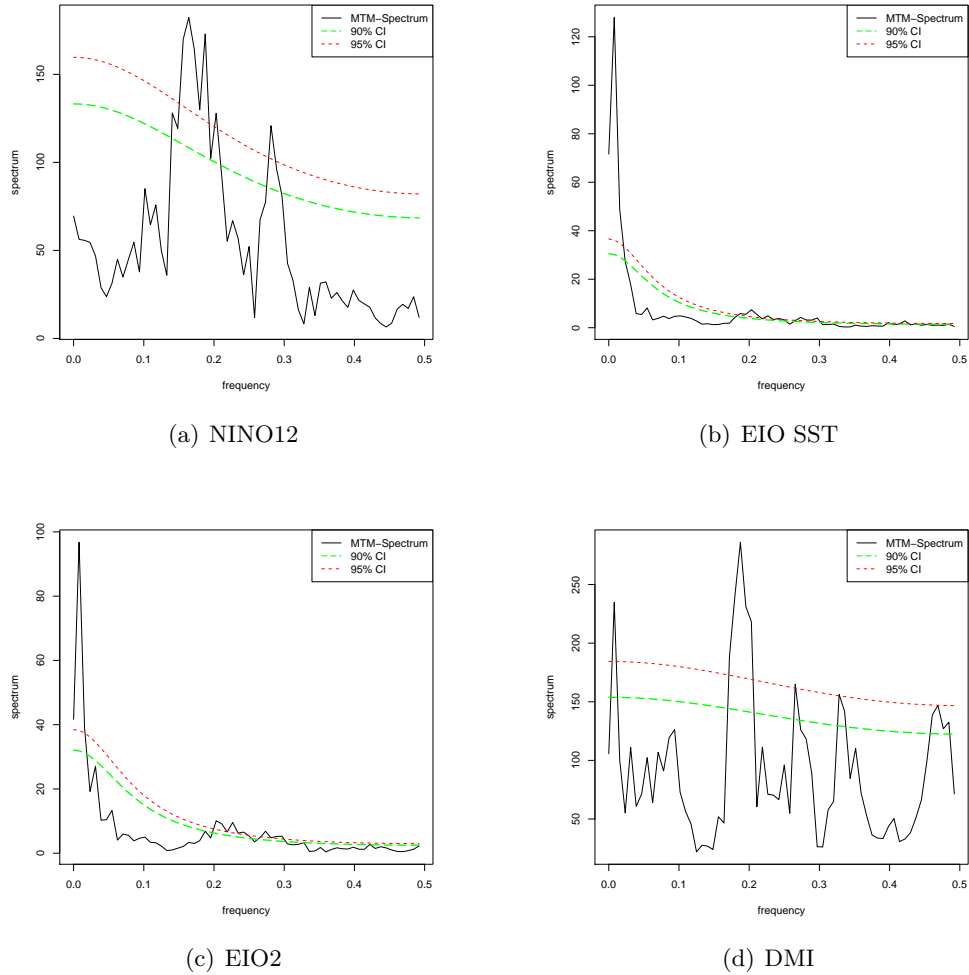 MTM−Spectrum
90% CI
95% CI
spectrum
0 50 100 150
0.0 0.1 0.2 0.3 0.4 0.5
frequency
(a) NINO12
MTM−Spectrum
90% CI
95% CI
spectrum
0 20 40 60 80 100 120
0.0 0.1 0.2 0.3 0.4 0.5
frequency
(b) EIO SST
MTM−Spectrum
90% CI
95% CI
spectrum
0 20 40 60 80 100
0.0 0.1 0.2 0.3 0.4 0.5
frequency
(c) EIO2
MTM−Spectrum
90% CI
95% CI
spectrum
50 100 150 200 250
0.0 0.1 0.2 0.3 0.4 0.5
frequency
(d) DMI